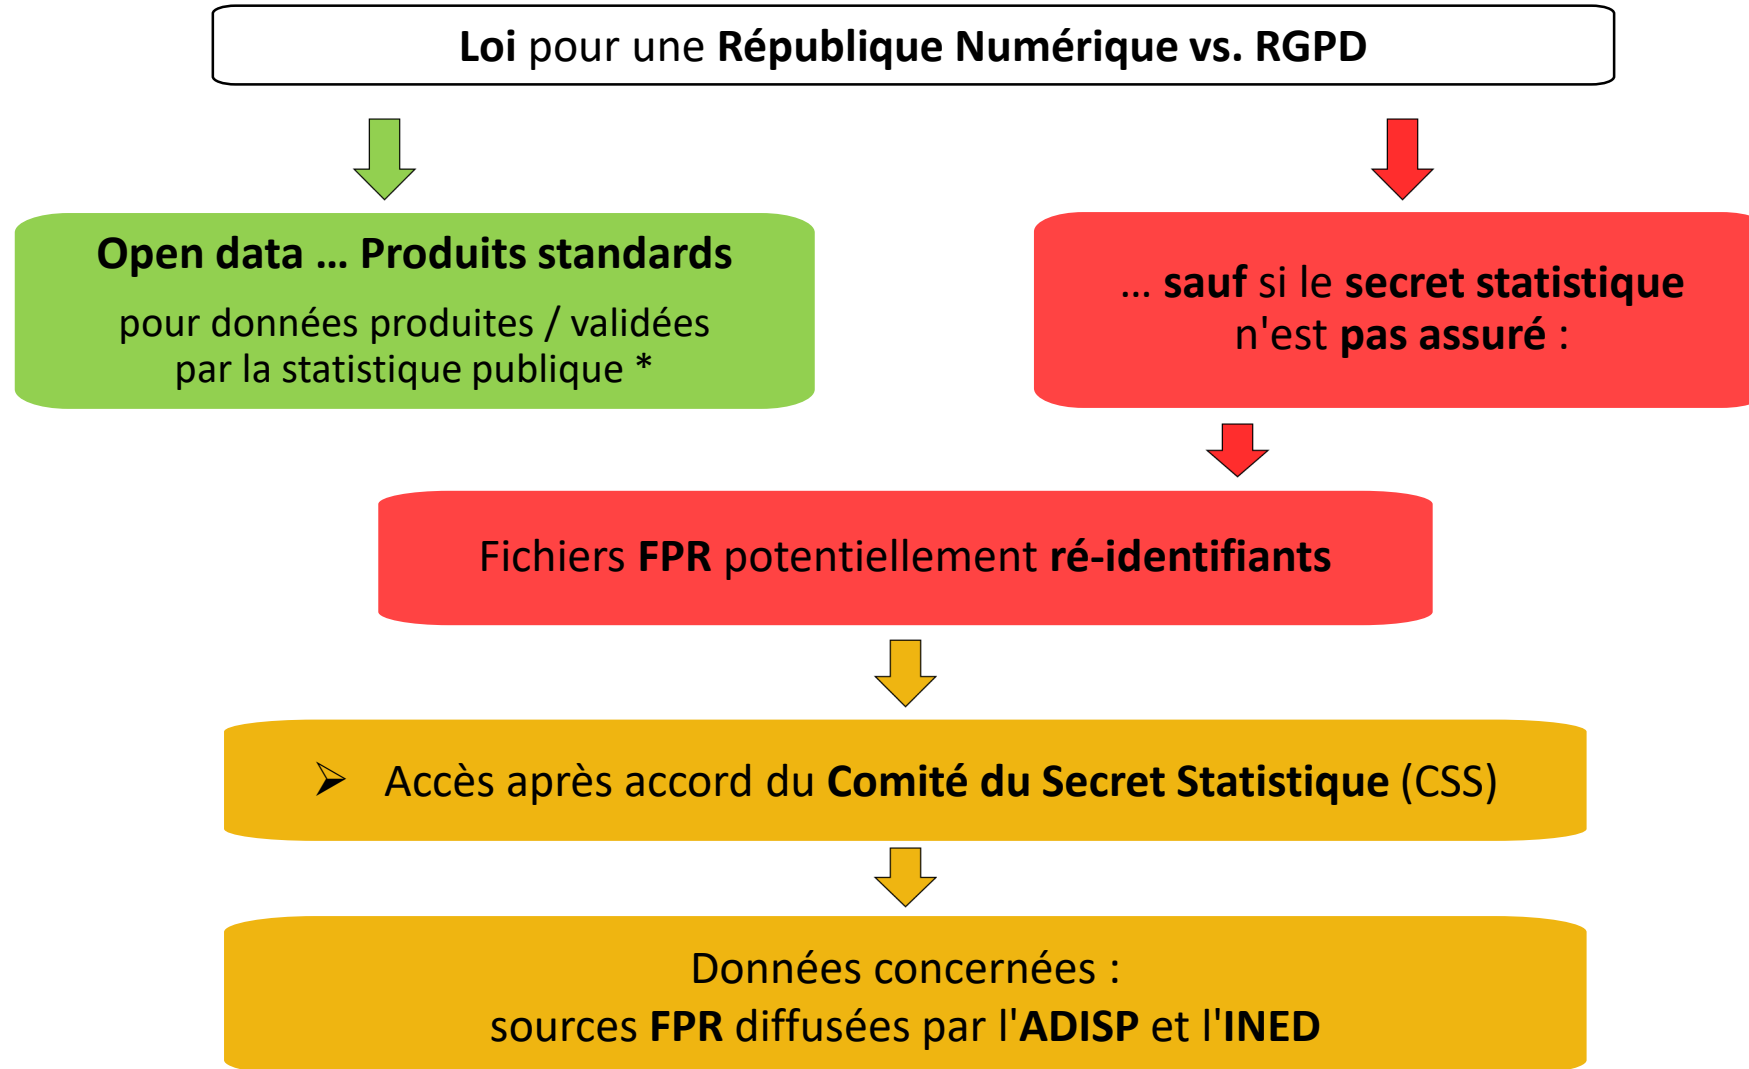 Loi pour une République Numérique vs. RGPD
Open data ... Produits standards
pour données produites / validées
par la statistique publique *
... sauf si le secret statistique
n'est pas assuré :
Fichiers FPR potentiellement ré-identifiants
➢ Accès après accord du Comité du Secret Statistique (CSS)
Données concernées :
sources FPR diffusées par l'ADISP et l'INED